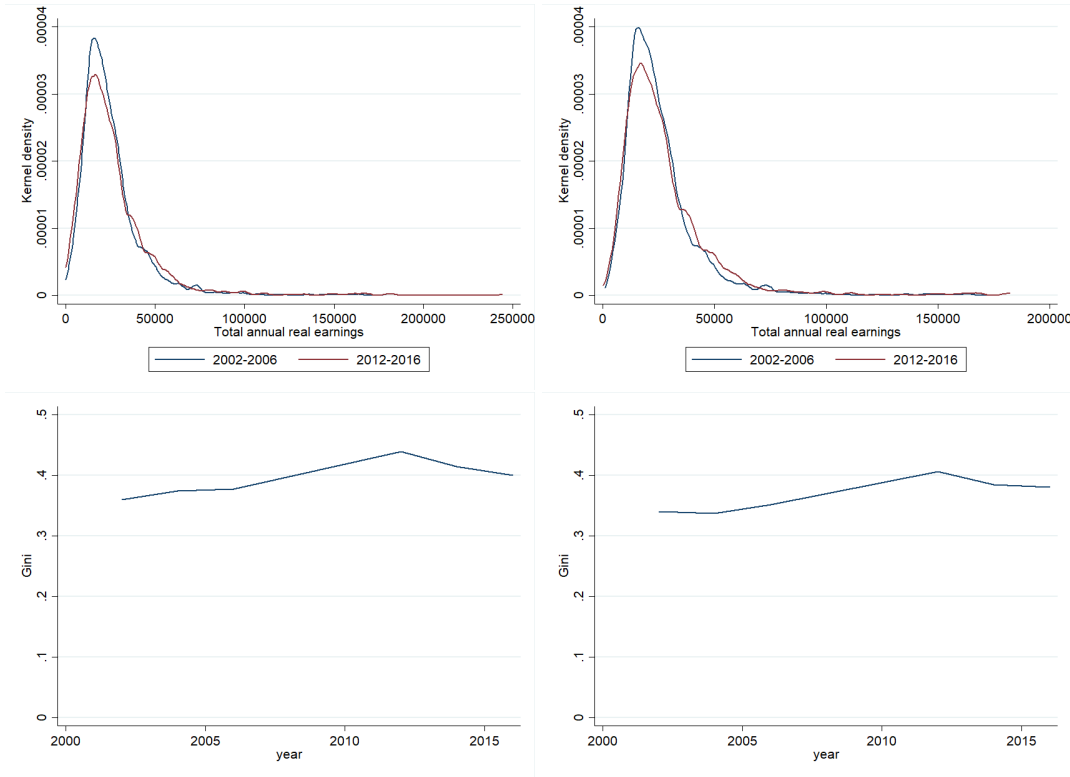 .00004
.00003
.00002
.00001
0
Kernel density
0 50000 100000 150000 200000 250000
Total annual real earnings
2002-2006 2012-2016
.00004
.00003
.00002
.00001
0
Kernel density
0 50000 100000 150000 200000
Total annual real earnings
2002-2006 2012-2016
.5
.4
.3
.2
.1
0
Gini
2000 2005 2010 2015
year
.5
.4
.3
.2
.1
0
Gini
2000 2005 2010 2015
year